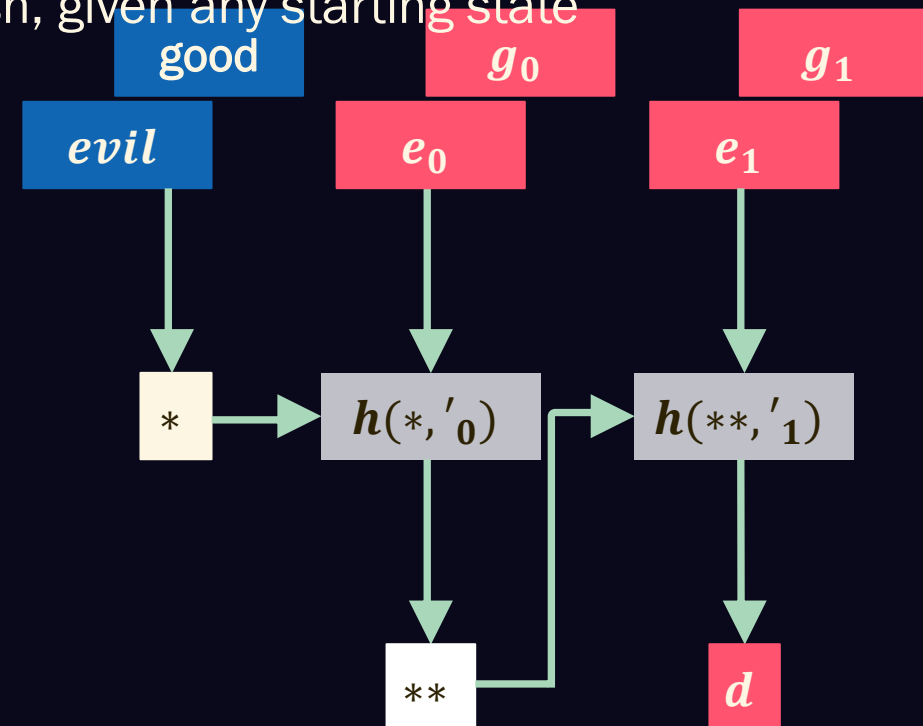 , given any starting state
good g₀ g₁
evil e₀ e₁
* h(*,′₀) h(**,′₁)
** d